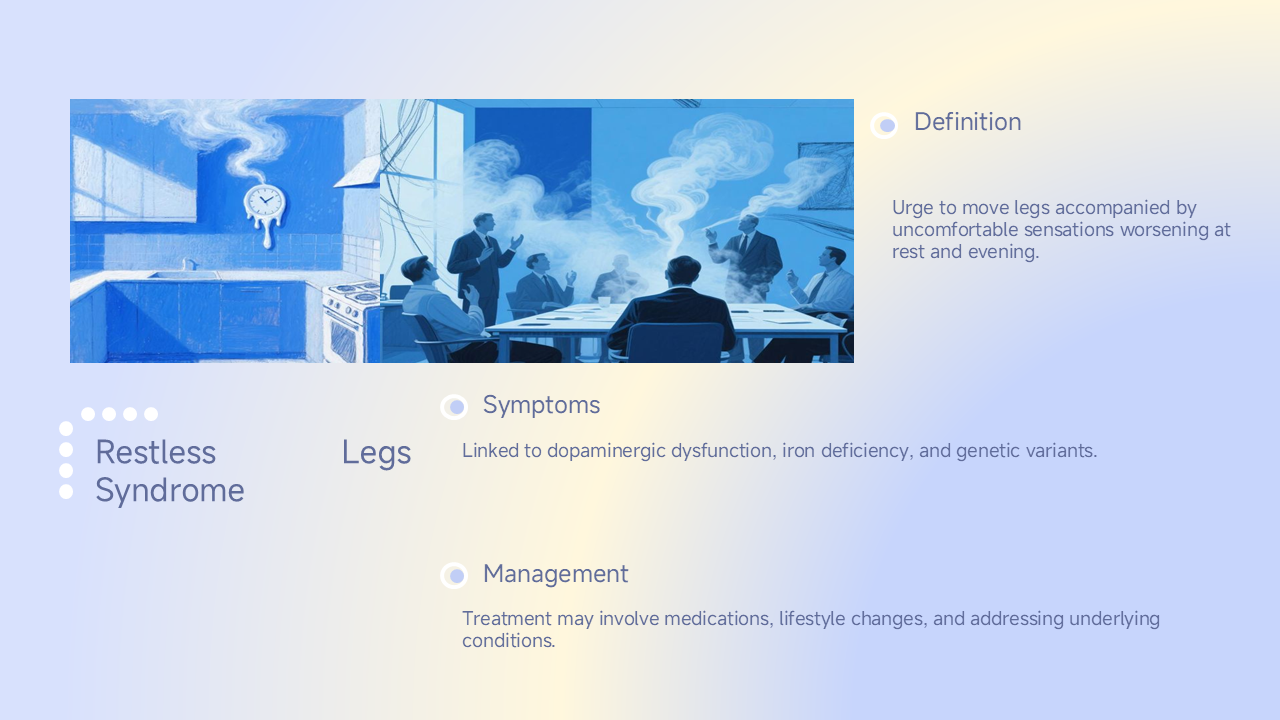 Definition
Urge to move legs accompanied by
uncomfortable sensations worsening at
rest and evening.
Restless Legs
Syndrome
Symptoms
Linked to dopaminergic dysfunction, iron deficiency, and genetic variants.
Management
Treatment may involve medications, lifestyle changes, and addressing underlying
conditions.